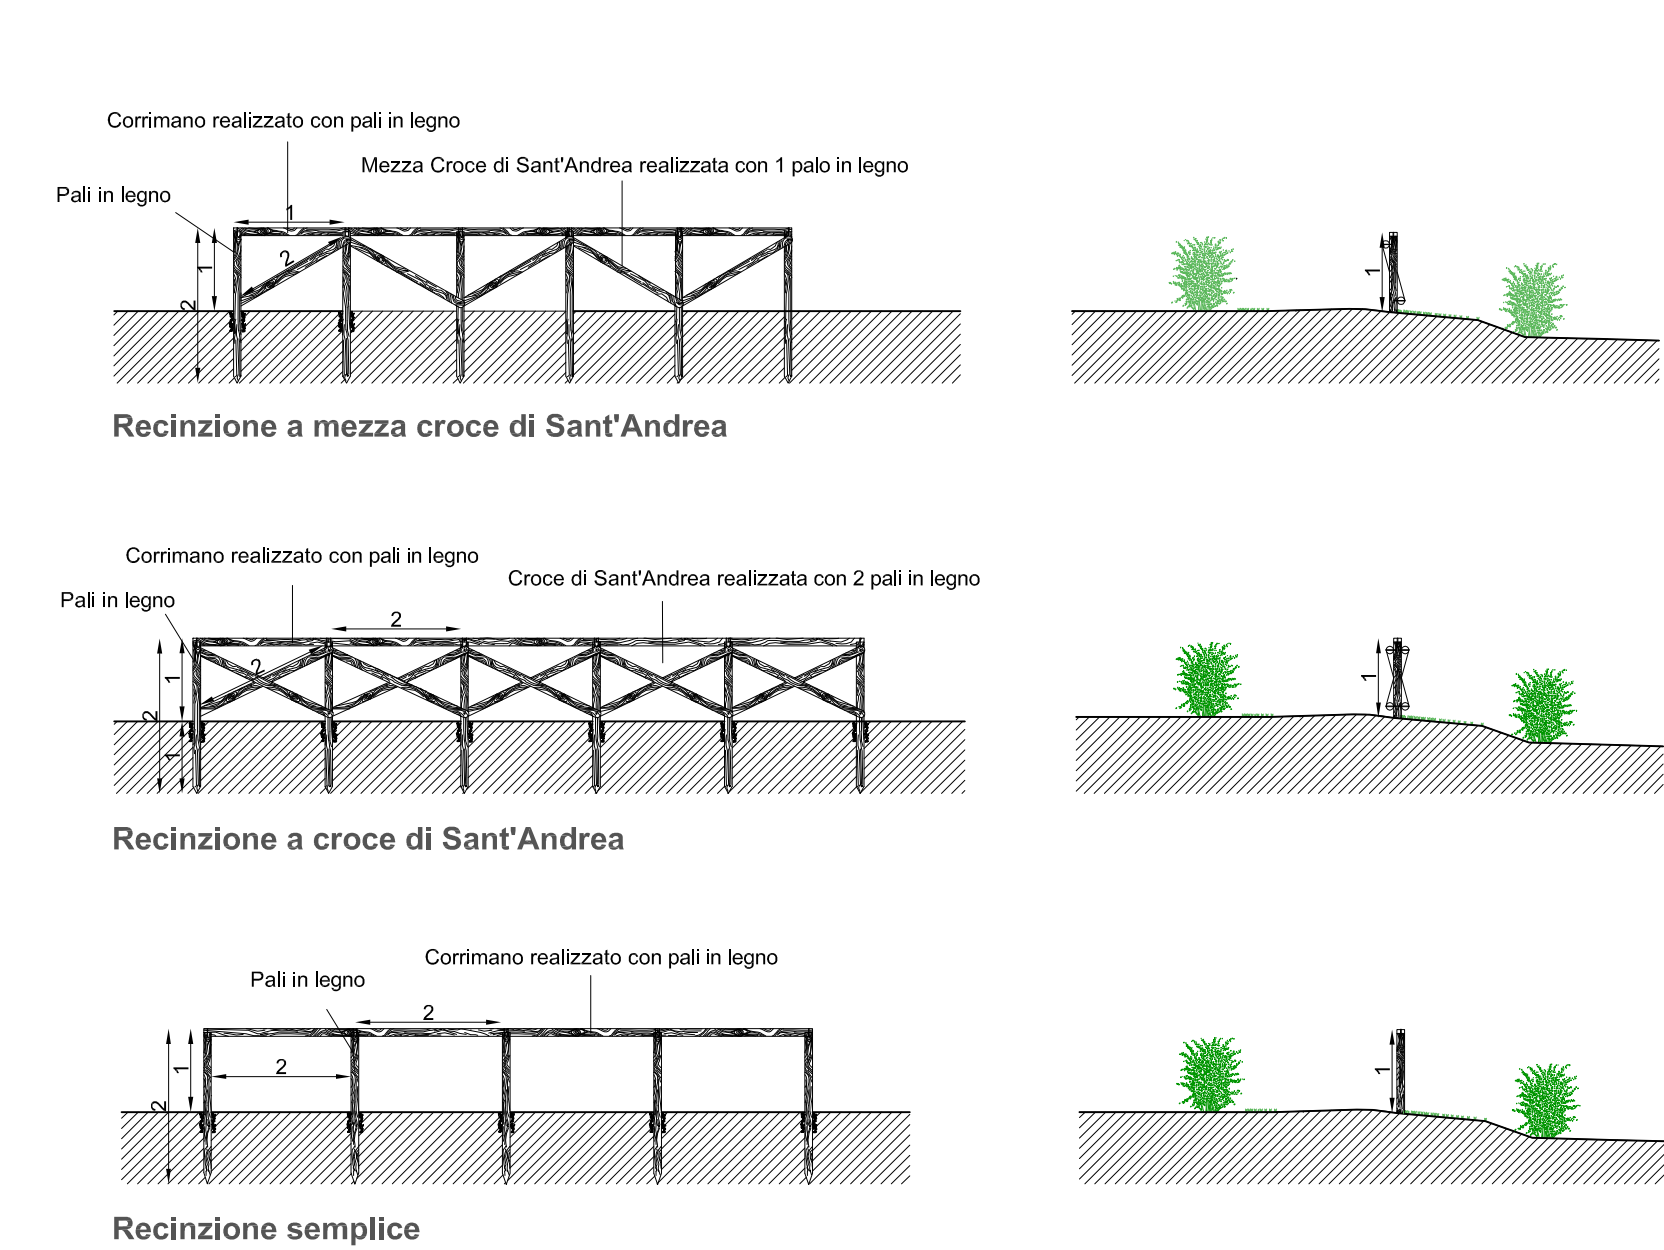 Corrimano realizzato con pali in legno
Mezza Croce di Sant'Andrea realizzata con 1 palo in legno
Pali in legno
1
2
1
2
1
Recinzione a mezza croce di Sant'Andrea
Corrimano realizzato con pali in legno
Croce di Sant'Andrea realizzata con 2 pali in legno
Pali in legno
2
2
1
2
1
1
Recinzione a croce di Sant'Andrea
Corrimano realizzato con pali in legno
Pali in legno
2
2
1
2
1
Recinzione semplice